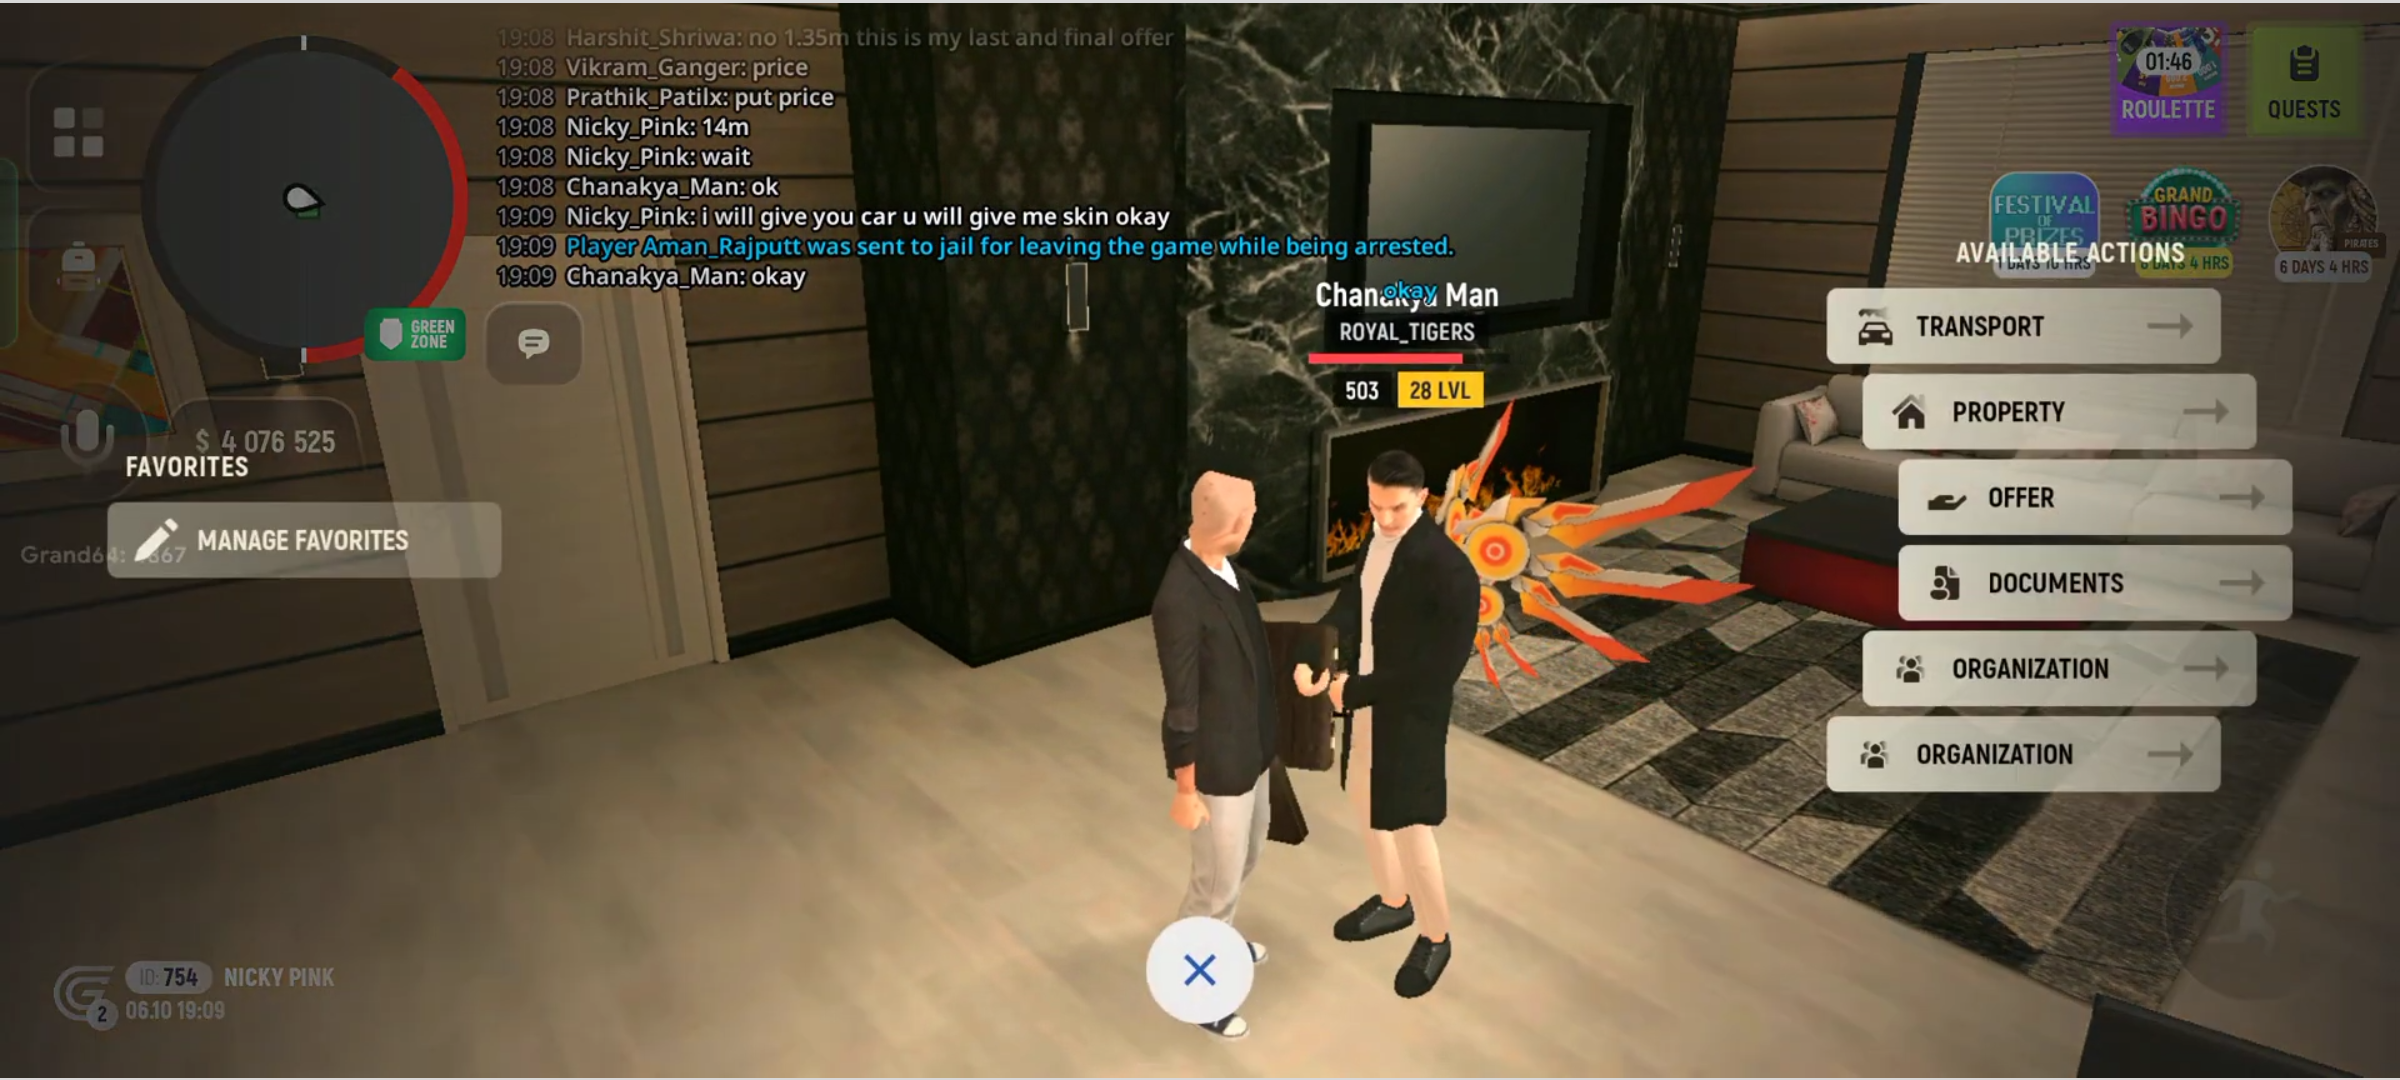 19:08 Harshit_Shriwa: no 1.35m this is my last and final offer
19:08 Vikram_Ganger: price
19:08 Prathik_Patilx: put price
19:08 Nicky_Pink: 14m
19:08 Nicky_Pink: wait
19:08 Chanakya_Man: ok
19:09 Nicky_Pink: i will give you car u will give me skin okay
19:09 Player Aman_Rajputt was sent to jail for leaving the game while being arrested.
19:09 Chanakya_Man: okay
01:46
ROULETTE
QUESTS
FESTIVAL
OF
PRIZES
GRAND
BINGO
PIRATES
6 DAYS 4 HRS
AVAILABLE ACTIONS
GREEN
ZONE
okay
Chanakya Man
ROYAL_TIGERS
503 28 LVL
TRANSPORT
PROPERTY
OFFER
DOCUMENTS
ORGANIZATION
ORGANIZATION
$ 4 076 525
FAVORITES
MANAGE FAVORITES
ID: 754 NICKY PINK
2 06.10 19:09